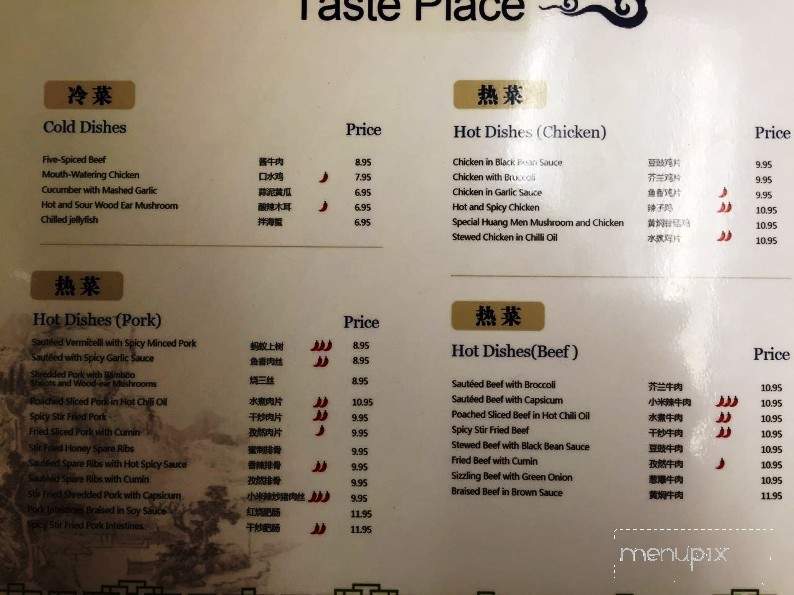 Taste Place
冷菜
Cold Dishes Price
Five-Spiced Beef 酱牛肉 8.95
Mouth-Watering Chicken 口水鸡 7.95
Cucumber with Mashed Garlic 蒜泥黄瓜 6.95
Hot and Sour Wood Ear Mushroom 酸辣木耳 6.95
Chilled jellyfish 拌海蜇 6.95
热菜
Hot Dishes (Pork) Price
Sautéed Vermicelli with Spicy Minced Pork 蚂蚁上树 8.95
Sautéed with Spicy Garlic Sauce 鱼香肉丝 8.95
Shredded Pork with Bamboo
Shoots and Wood-ear Mushrooms 烧三丝 8.95
Poached Sliced Pork in Hot Chili Oil 水煮肉片 10.95
Spicy Stir Fried Pork 干炒肉片 9.95
Fried Sliced Pork with Cumin 孜然肉片 9.95
Stir Fried Honey Spare Ribs 蜜制排骨 9.95
Sautéed Spare Ribs with Hot Spicy Sauce 香辣排骨 9.95
Sautéed Spare Ribs with Cumin 孜然排骨 9.95
Stir Fried Shredded Pork with Capsicum 小米辣炒猪肉丝 9.95
Pork Intestines Braised in Soy Sauce 红烧肥肠 11.95
Spicy Stir Fried Pork Intestines 干炒肥肠 11.95
热菜
Hot Dishes (Chicken) Price
Chicken in Black Bean Sauce 豆豉鸡片 9.95
Chicken with Broccoli 芥兰鸡片 9.95
Chicken in Garlic Sauce 鱼香鸡片 9.95
Hot and Spicy Chicken 辣子鸡 10.95
Special Huang Men Mushroom and Chicken 10.95
Stewed Chicken in Chilli Oil 水煮鸡片 10.95
热菜
Hot Dishes(Beef ) Price
Sautéed Beef with Broccoli 芥兰牛肉 10.95
Sautéed Beef with Capsicum 小米辣牛肉 10.95
Poached Sliced Beef in Hot Chili Oil 水煮牛肉 10.95
Spicy Stir Fried Beef 干炒牛肉 10.95
Stewed Beef with Black Bean Sauce 豆豉牛肉 10.95
Fried Beef with Cumin 孜然牛肉 10.95
Sizzling Beef with Green Onion 葱爆牛肉 10.95
Braised Beef in Brown Sauce 黄焖牛肉 11.95
menupix